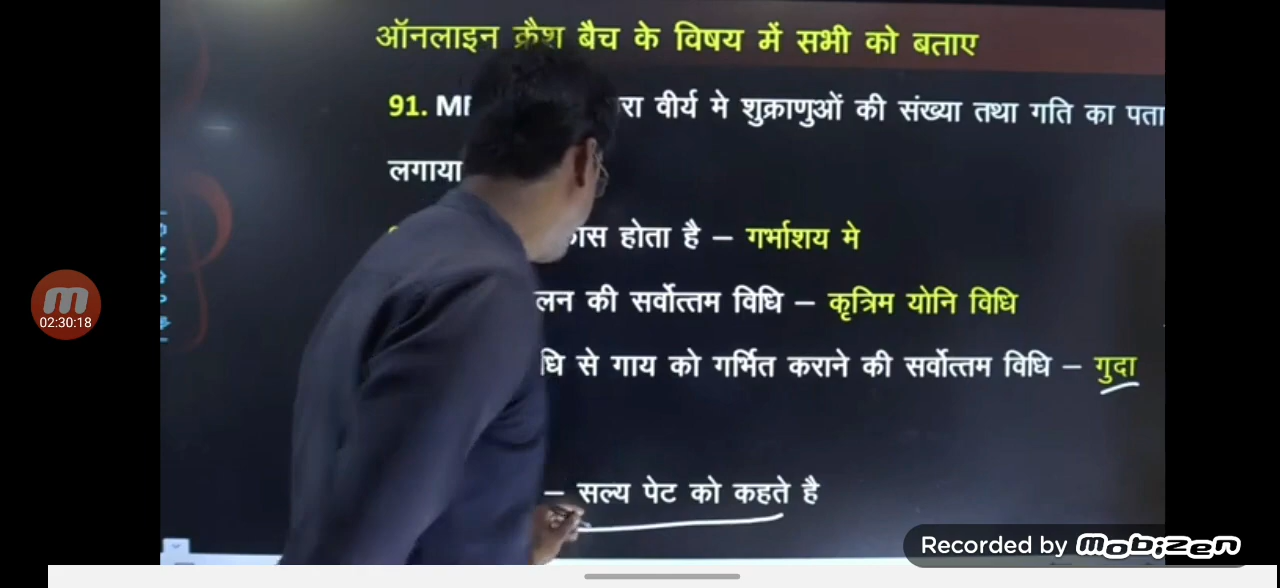 ऑनलाइन क्रैश बैच के विषय में सभी को बताए
91. रा वीर्य मे शुक्राणुओं की संख्या तथा गति का पता
लगाया
होता है – गर्भाशय मे
लन की सर्वोत्तम विधि – कृत्रिम योनि विधि
धि से गाय को गर्भित कराने की सर्वोत्तम विधि – गुदा
– सल्य पेट को कहते है
02:30:18
Recorded by mobizen